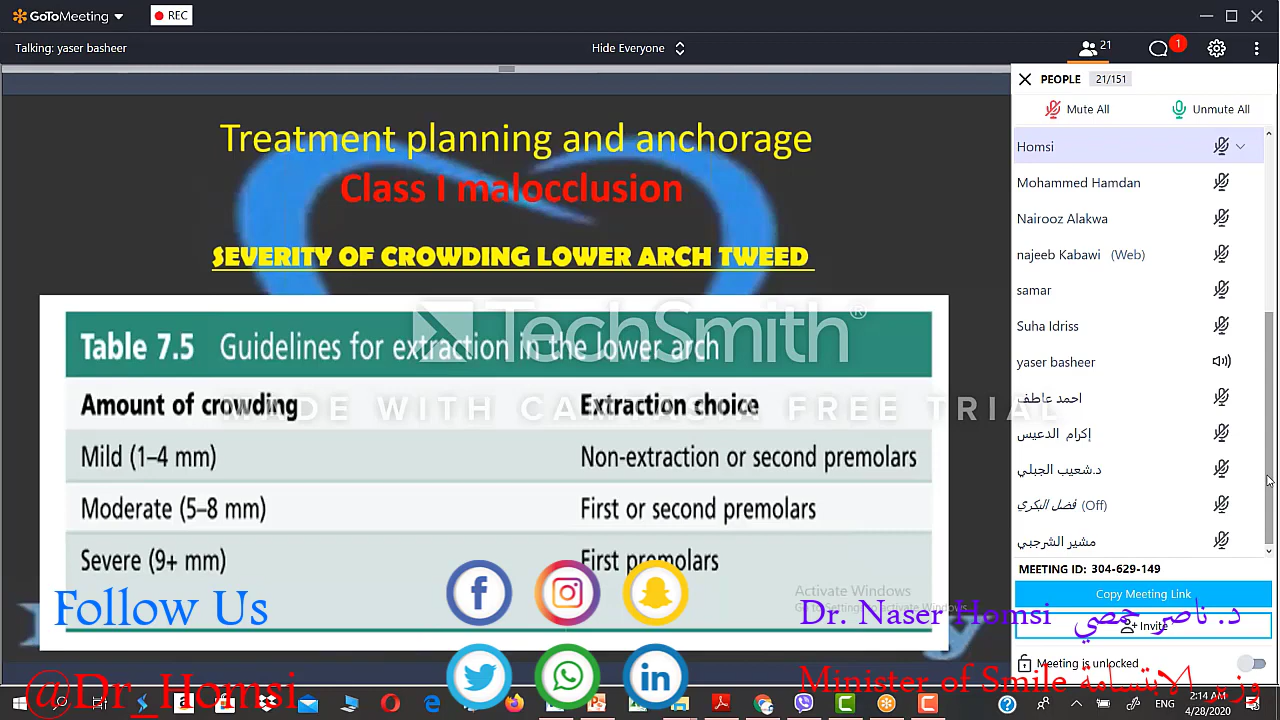 GoToMeeting
REC
Talking: yaser basheer
Hide Everyone
21
1
Treatment planning and anchorage
Class I malocclusion
SEVERITY OF CROWDING LOWER ARCH TWEED
Table 7.5 Guidelines for extraction in the lower arch
Amount of crowding Extraction choice
Mild (1–4 mm) Non-extraction or second premolars
Moderate (5–8 mm) First or second premolars
Severe (9+ mm) First premolars
TechSmith®
MADE WITH CAMTASIA FREE TRIAL
Activate Windows
Go to Settings to activate Windows.
Follow Us
@Dr_Homsi
Dr. Naser Homsi د. ناصر حمصي
Minister of Smile وزير الابتسامة
PEOPLE 21/151
Mute All Unmute All
Homsi
Mohammed Hamdan
Nairooz Alakwa
najeeb Kabawi (Web)
samar
Suha Idriss
yaser basheer
احمد عاطف
إكرام الدعيس
د.شعيب الجبلي
فضل البكري (Off)
مشير الشرجبي
MEETING ID: 304-629-149
Copy Meeting Link
Invite
Meeting is unlocked
ENG
2:14 AM
4/28/2020